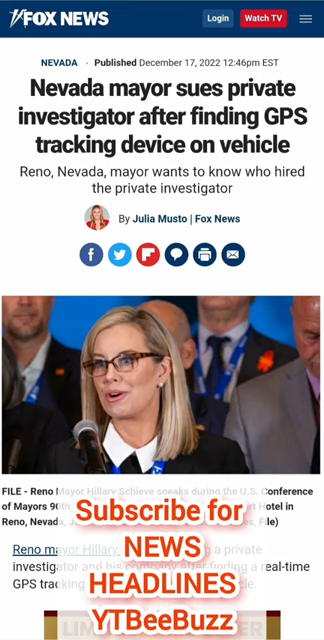 FOX NEWS
Login
Watch TV
NEVADA · Published December 17, 2022 12:46pm EST
Nevada mayor sues private
investigator after finding GPS
tracking device on vehicle
Reno, Nevada, mayor wants to know who hired
the private investigator
By Julia Musto | Fox News
FILE - Reno Mayor Hillary Schieve speaks during the U.S. Conference
of Mayors 90th Hotel in
Reno, Nevada, File)
Subscribe for
NEWS
HEADLINES
YTBeeBuzz
Reno mayor Hillary a private
investigator and his company after finding a real-time
GPS tracking